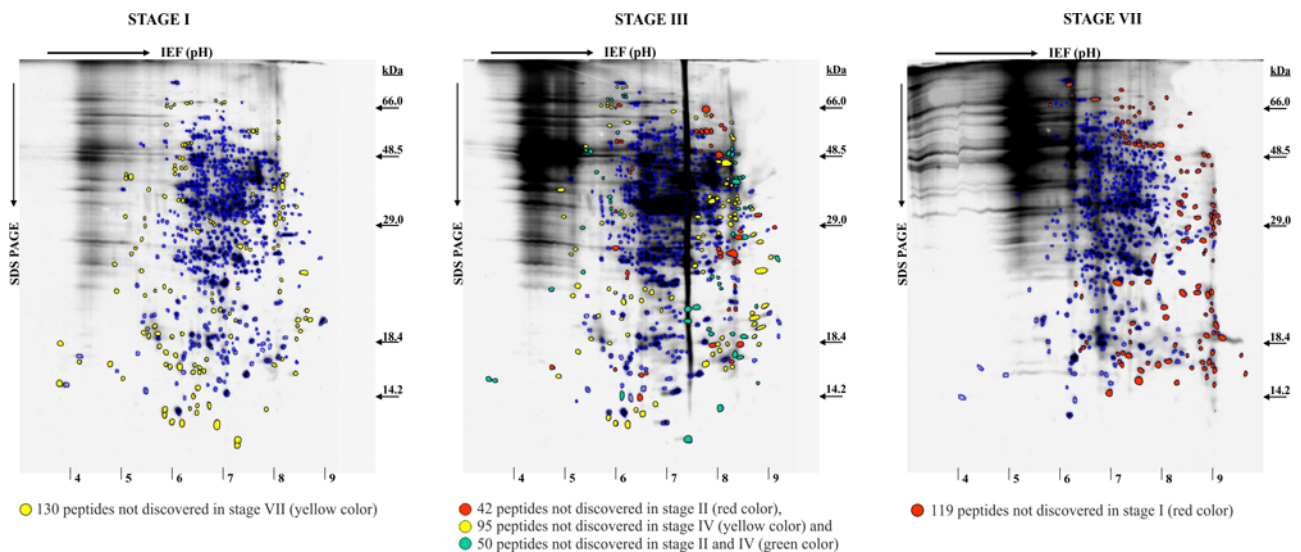 STAGE I
STAGE III
STAGE VII
IEF (pH)
IEF (pH)
IEF (pH)
kDa
66.0
48.5
29.0
18.4
14.2
SDS PAGE
4 5 6 7 8 9
kDa
66.0
48.5
29.0
18.4
14.2
SDS PAGE
4 5 6 7 8 9
kDa
66.0
48.5
29.0
18.4
14.2
SDS PAGE
4 5 6 7 8 9
130 peptides not discovered in stage VII (yellow color)
42 peptides not discovered in stage II (red color),
95 peptides not discovered in stage IV (yellow color) and
50 peptides not discovered in stage II and IV (green color)
119 peptides not discovered in stage I (red color)